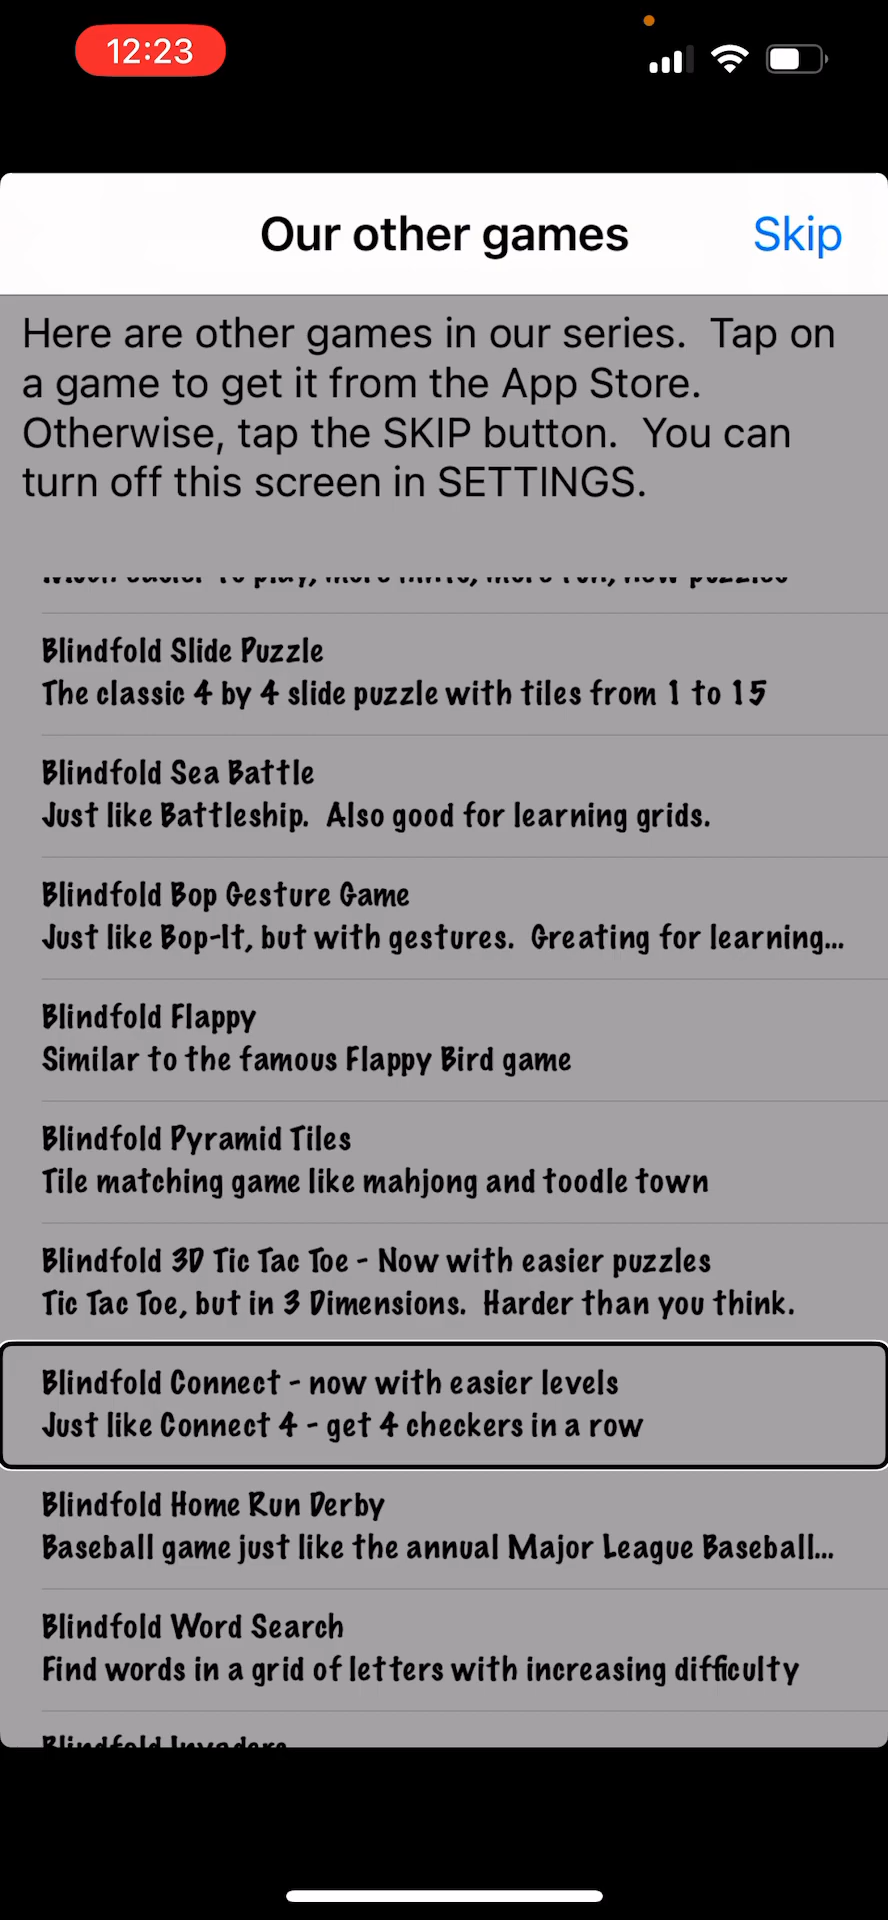 12:23
Our other games
Skip
Here are other games in our series.  Tap on
a game to get it from the App Store.
Otherwise, tap the SKIP button.  You can
turn off this screen in SETTINGS.
Blindfold Slide Puzzle
The classic 4 by 4 slide puzzle with tiles from 1 to 15
Blindfold Sea Battle
Just like Battleship.  Also good for learning grids.
Blindfold Bop Gesture Game
Just like Bop-It, but with gestures.  Greating for learning...
Blindfold Flappy
Similar to the famous Flappy Bird game
Blindfold Pyramid Tiles
Tile matching game like mahjong and toodle town
Blindfold 3D Tic Tac Toe - Now with easier puzzles
Tic Tac Toe, but in 3 Dimensions.  Harder than you think.
Blindfold Connect - now with easier levels
Just like Connect 4 - get 4 checkers in a row
Blindfold Home Run Derby
Baseball game just like the annual Major League Baseball...
Blindfold Word Search
Find words in a grid of letters with increasing difficulty
Blindfold Invaders